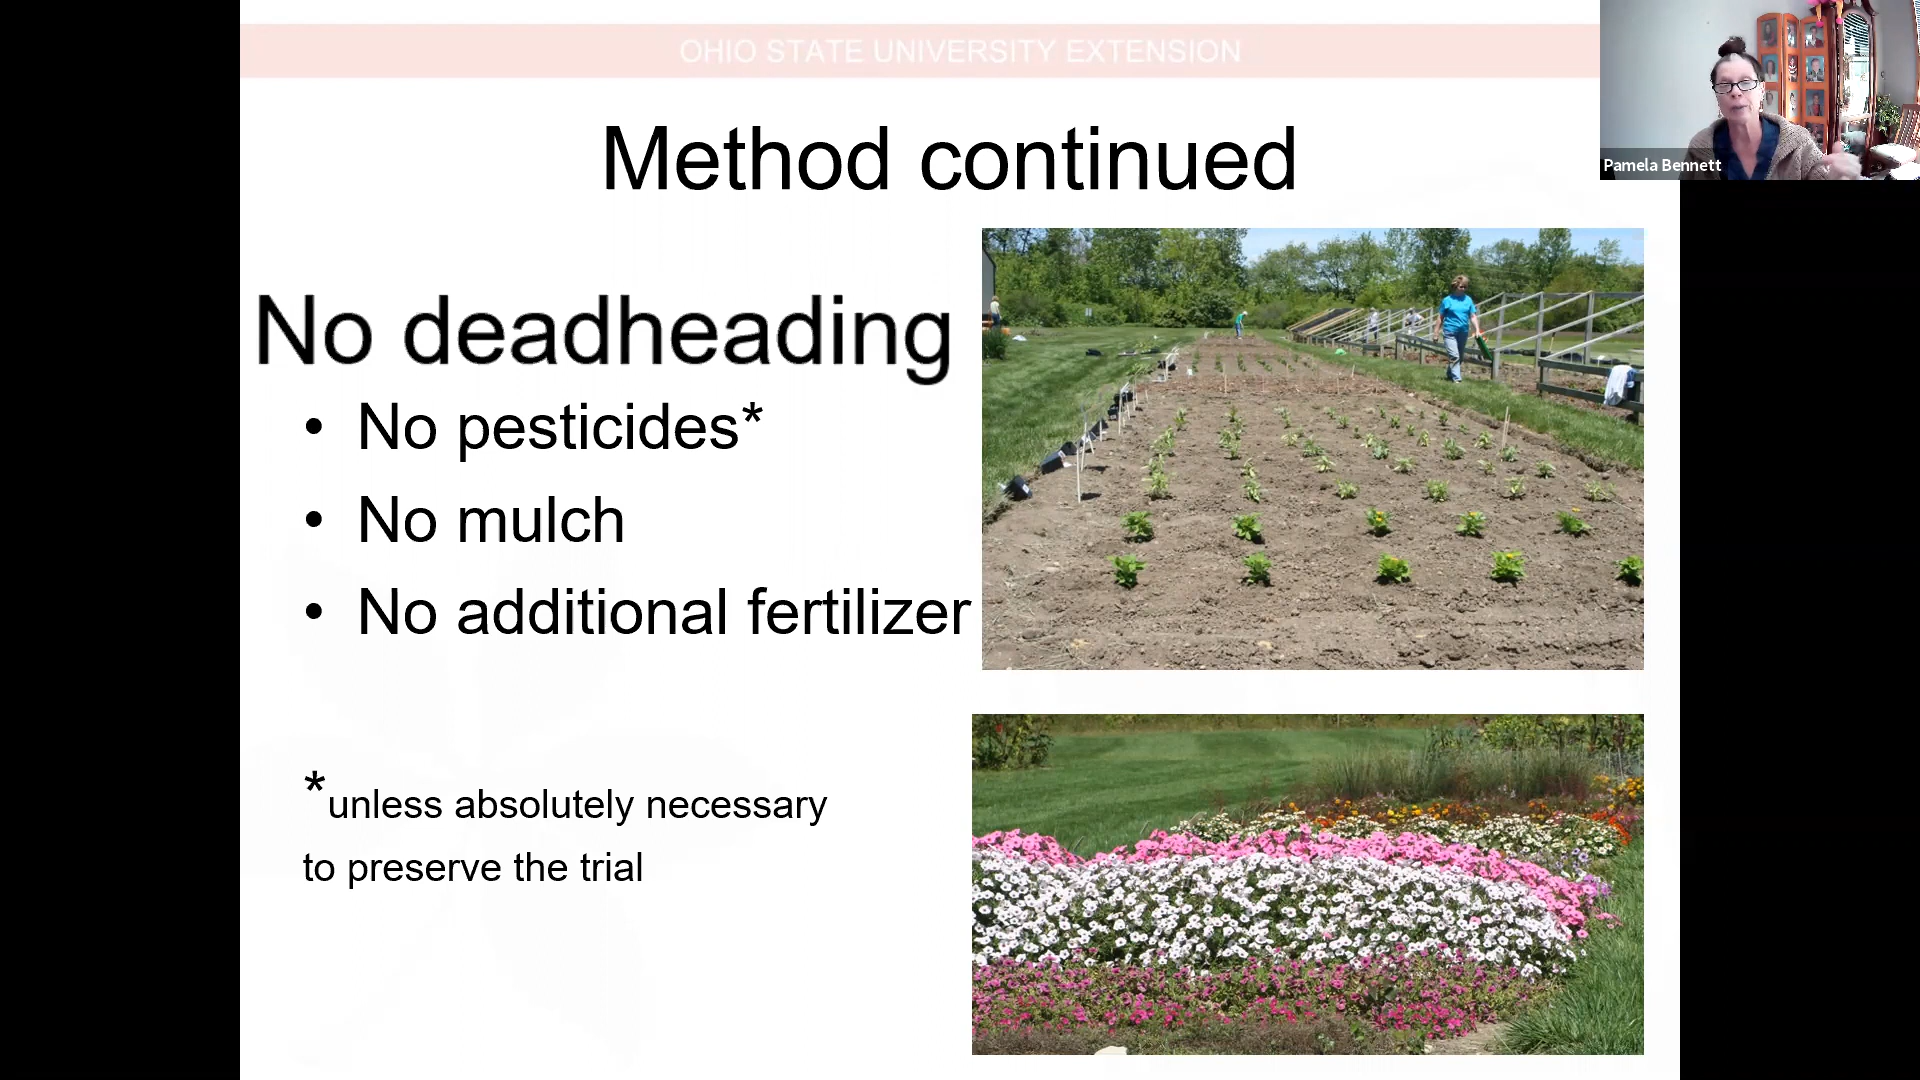 OHIO STATE UNIVERSITY EXTENSION
Pamela Bennett
Method continued
No deadheading
• No pesticides*
• No mulch
• No additional fertilizer
*unless absolutely necessary
to preserve the trial